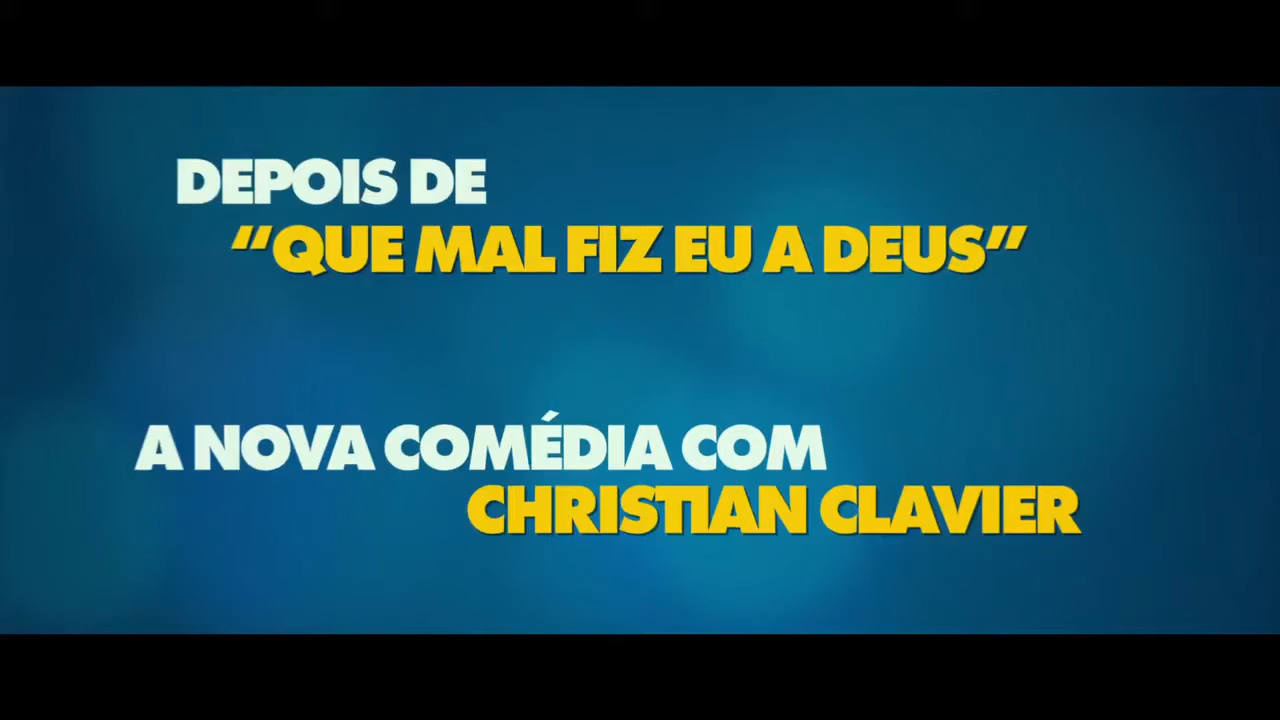 DEPOIS DE
“QUE MAL FIZ EU A DEUS”
A NOVA COMÉDIA COM
CHRISTIAN CLAVIER